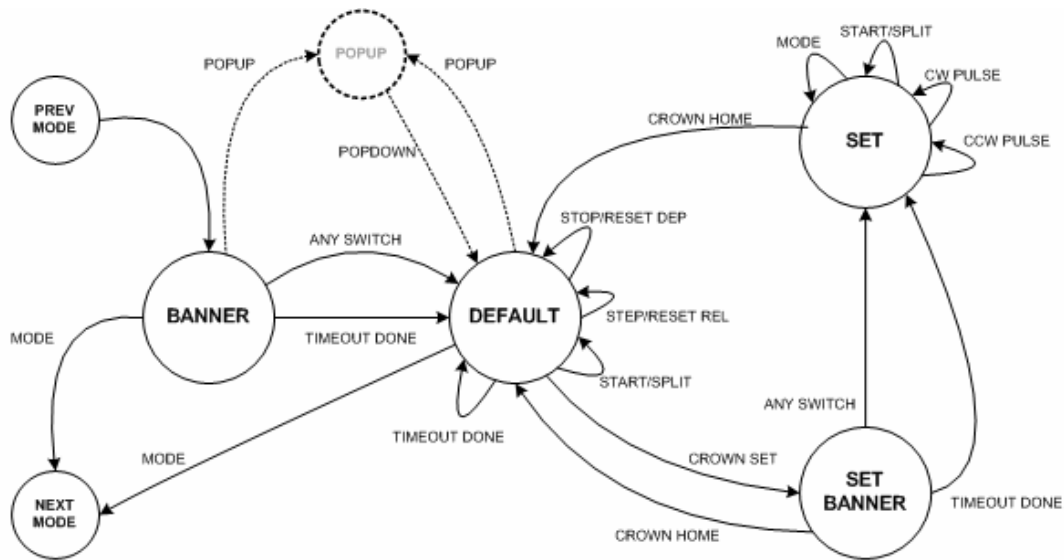 POPUP
POPUP
POPUP
PREV
MODE
POPDOWN
ANY SWITCH
BANNER
TIMEOUT DONE
MODE
NEXT
MODE
MODE
DEFAULT
STOP/RESET DEP
STEP/RESET REL
START/SPLIT
TIMEOUT DONE
CROWN HOME
MODE
START/SPLIT
CW PULSE
CCW PULSE
SET
ANY SWITCH
CROWN SET
CROWN HOME
SET
BANNER
TIMEOUT DONE